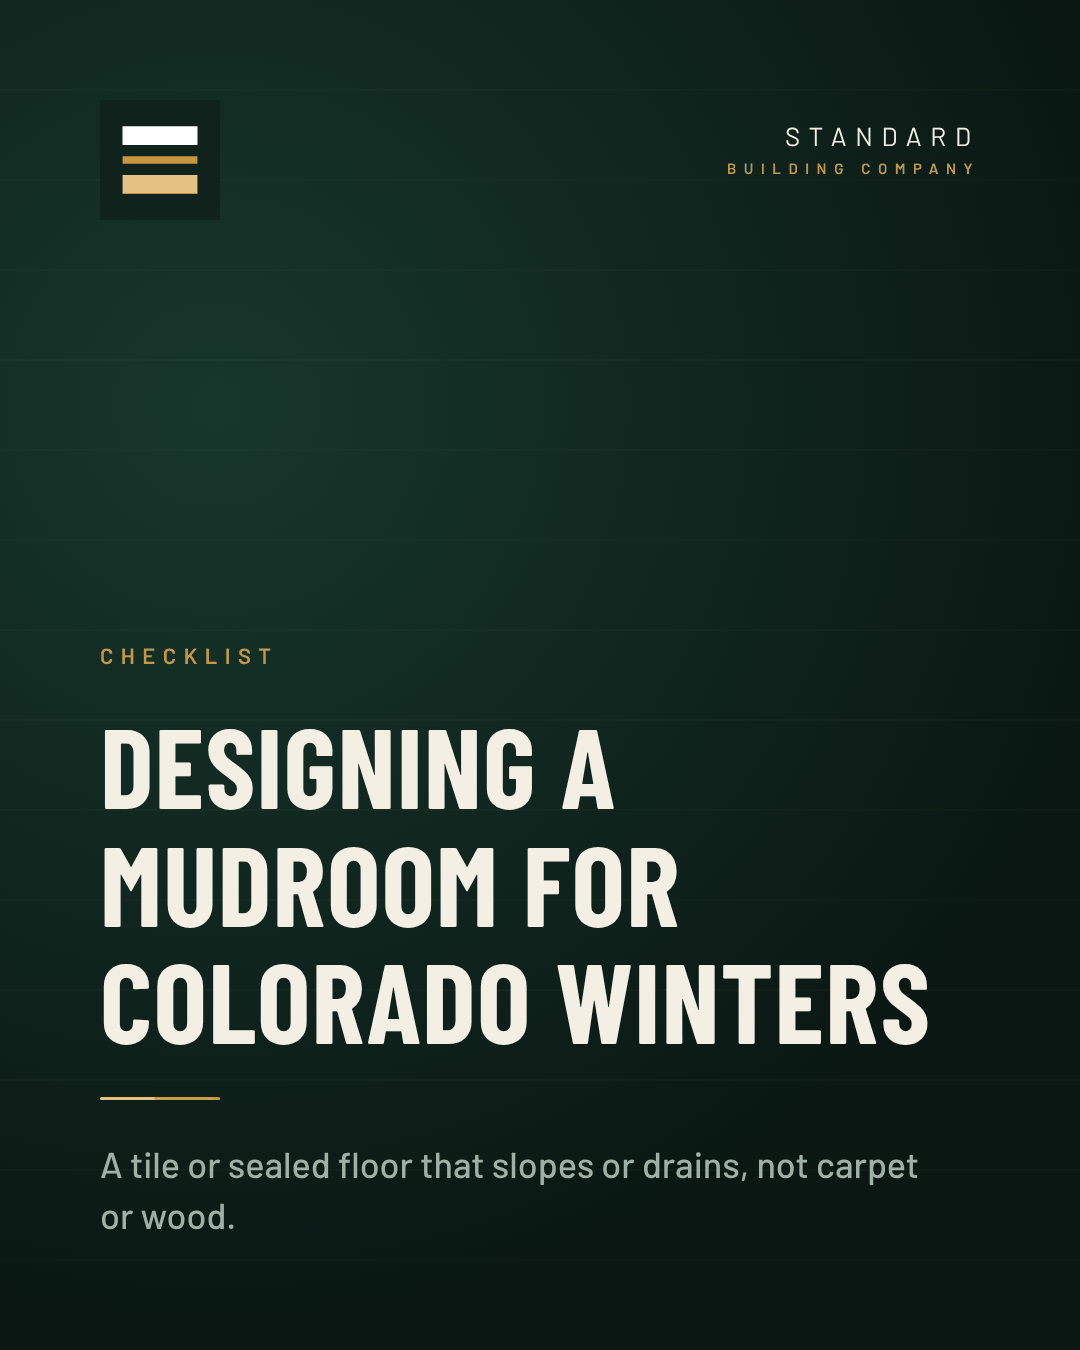 STANDARD
BUILDING COMPANY
CHECKLIST
DESIGNING A
MUDROOM FOR
COLORADO WINTERS
A tile or sealed floor that slopes or drains, not carpet
or wood.